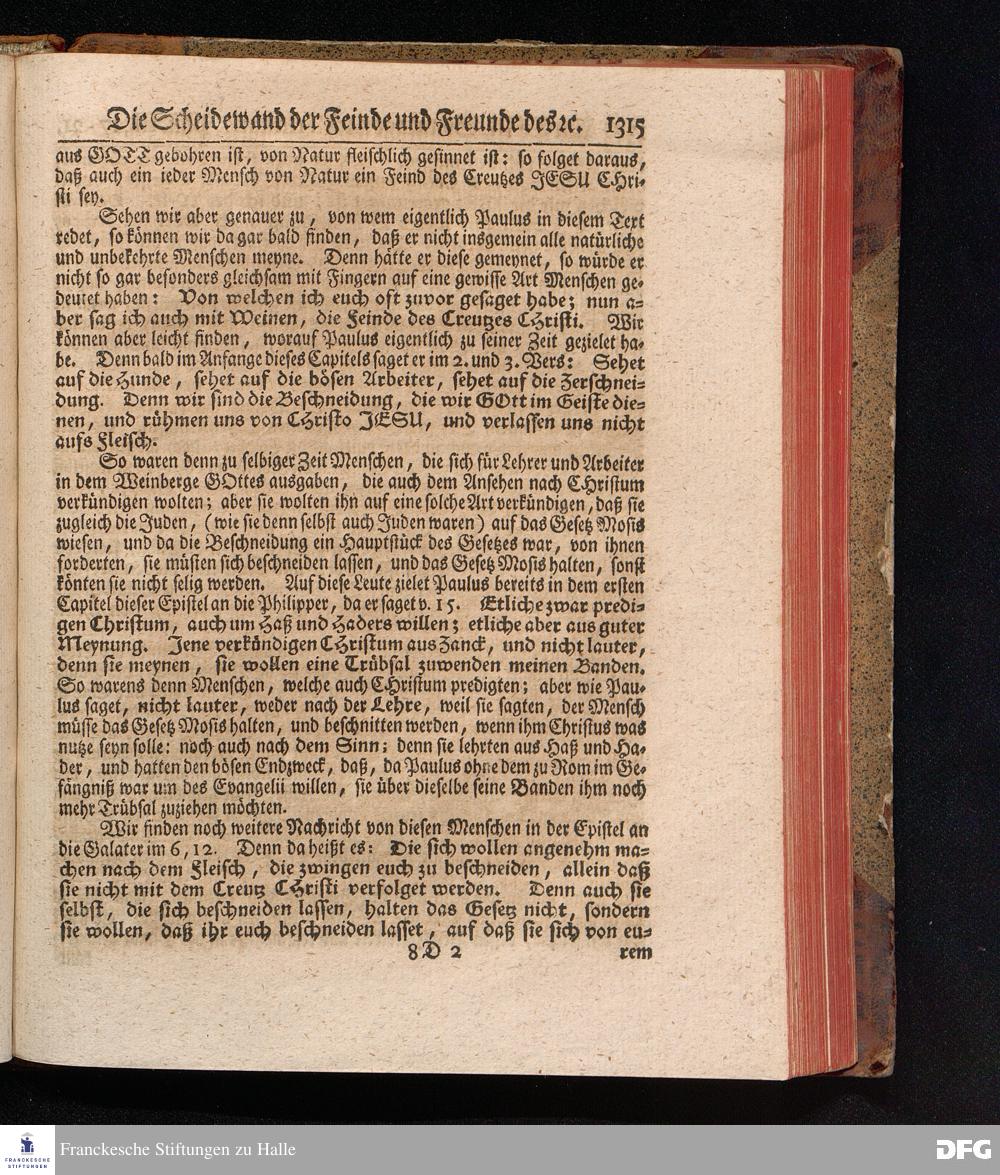 Die Scheidewand der Feinde und Freunde des ꝛc. 1315
aus GOTT gebohren ist, von Natur fleischlich gesinnet ist: so folget daraus,
daß auch ein ieder Mensch von Natur ein Feind des Creutzes JESU CHri-
sti sey.
Sehen wir aber genauer zu, von wem eigentlich Paulus in diesem Text
redet, so können wir da gar bald finden, daß er nicht insgemein alle natürliche
und unbekehrte Menschen meyne. Denn hätte er diese gemeynet, so würde er
nicht so gar besonders gleichsam mit Fingern auf eine gewisse Art Menschen ge-
deutet haben: Von welchen ich euch oft zuvor gesaget habe; nun a-
ber sag ich auch mit Weinen, die Feinde des Creutzes CHristi. Wir
können aber leicht finden, worauf Paulus eigentlich zu seiner Zeit gezielet ha-
be. Denn bald im Anfange dieses Capitels saget er im 2. und 3. Vers: Sehet
auf die Hunde, sehet auf die bösen Arbeiter, sehet auf die Zerschnei-
dung. Denn wir sind die Beschneidung, die wir GOtt im Geiste die-
nen, und rühmen uns von CHristo JESU, und verlassen uns nicht
aufs Fleisch.
So waren denn zu selbiger Zeit Menschen, die sich für Lehrer und Arbeiter
in dem Weinberge GOttes ausgaben, die auch dem Ansehen nach CHristum
verkündigen wolten; aber sie wolten ihn auf eine solche Art verkündigen, daß sie
zugleich die Juden, (wie sie denn selbst auch Juden waren) auf das Gesetz Mosis
wiesen, und da die Beschneidung ein Hauptstück des Gesetzes war, von ihnen
forderten, sie müsten sich beschneiden lassen, und das Gesetz Mosis halten, sonst
könten sie nicht selig werden. Auf diese Leute zielet Paulus bereits in dem ersten
Capitel dieser Epistel an die Philipper, da er saget v. 15. Etliche zwar predi-
gen Christum, auch um Haß und Haders willen; etliche aber aus guter
Meynung. Jene verkündigen CHristum aus Zanck, und nicht lauter,
denn sie meynen, sie wollen eine Trübsal zuwenden meinen Banden.
So warens denn Menschen, welche auch CHristum predigten; aber wie Pau-
lus saget, nicht lauter, weder nach der Lehre, weil sie sagten, der Mensch
müsse das Gesetz Mosis halten, und beschnitten werden, wenn ihm Christus was
nutze seyn solle: noch auch nach dem Sinn; denn sie lehrten aus Haß und Ha-
der, und hatten den bösen Endzweck, daß, da Paulus ohne dem zu Rom im Ge-
fängniß war um des Evangelii willen, sie über dieselbe seine Banden ihm noch
mehr Trübsal zuziehen möchten.
Wir finden noch weitere Nachricht von diesen Menschen in der Epistel an
die Galater im 6, 12. Denn da heißt es: Die sich wollen angenehm ma-
chen nach dem Fleisch, die zwingen euch zu beschneiden, allein daß
sie nicht mit dem Creutz CHristi verfolget werden. Denn auch sie
selbst, die sich beschneiden lassen, halten das Gesetz nicht, sondern
sie wollen, daß ihr euch beschneiden lasset, auf daß sie sich von eu-
8D 2 rem
FRANCKESCHE
STIFTUNGEN
Franckesche Stiftungen zu Halle
DFG